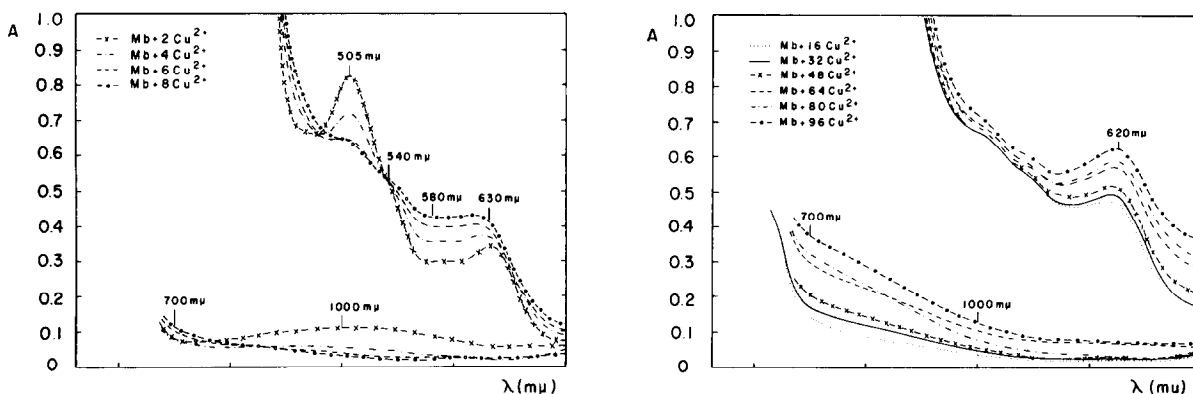 A
1.0
0.9
0.8
0.7
0.6
0.5
0.4
0.3
0.2
0.1
0
Mb+2Cu²⁺
Mb+4Cu²⁺
Mb+6Cu²⁺
Mb+8Cu²⁺
505mμ
540mμ
580mμ
630mμ
700mμ
1000mμ
λ(mμ)
A
1.0
0.9
0.8
0.7
0.6
0.5
0.4
0.3
0.2
0.1
0
Mb+16Cu²⁺
Mb+32Cu²⁺
Mb+48Cu²⁺
Mb+64Cu²⁺
Mb+80Cu²⁺
Mb+96Cu²⁺
620mμ
700mμ
1000mμ
λ(mμ)